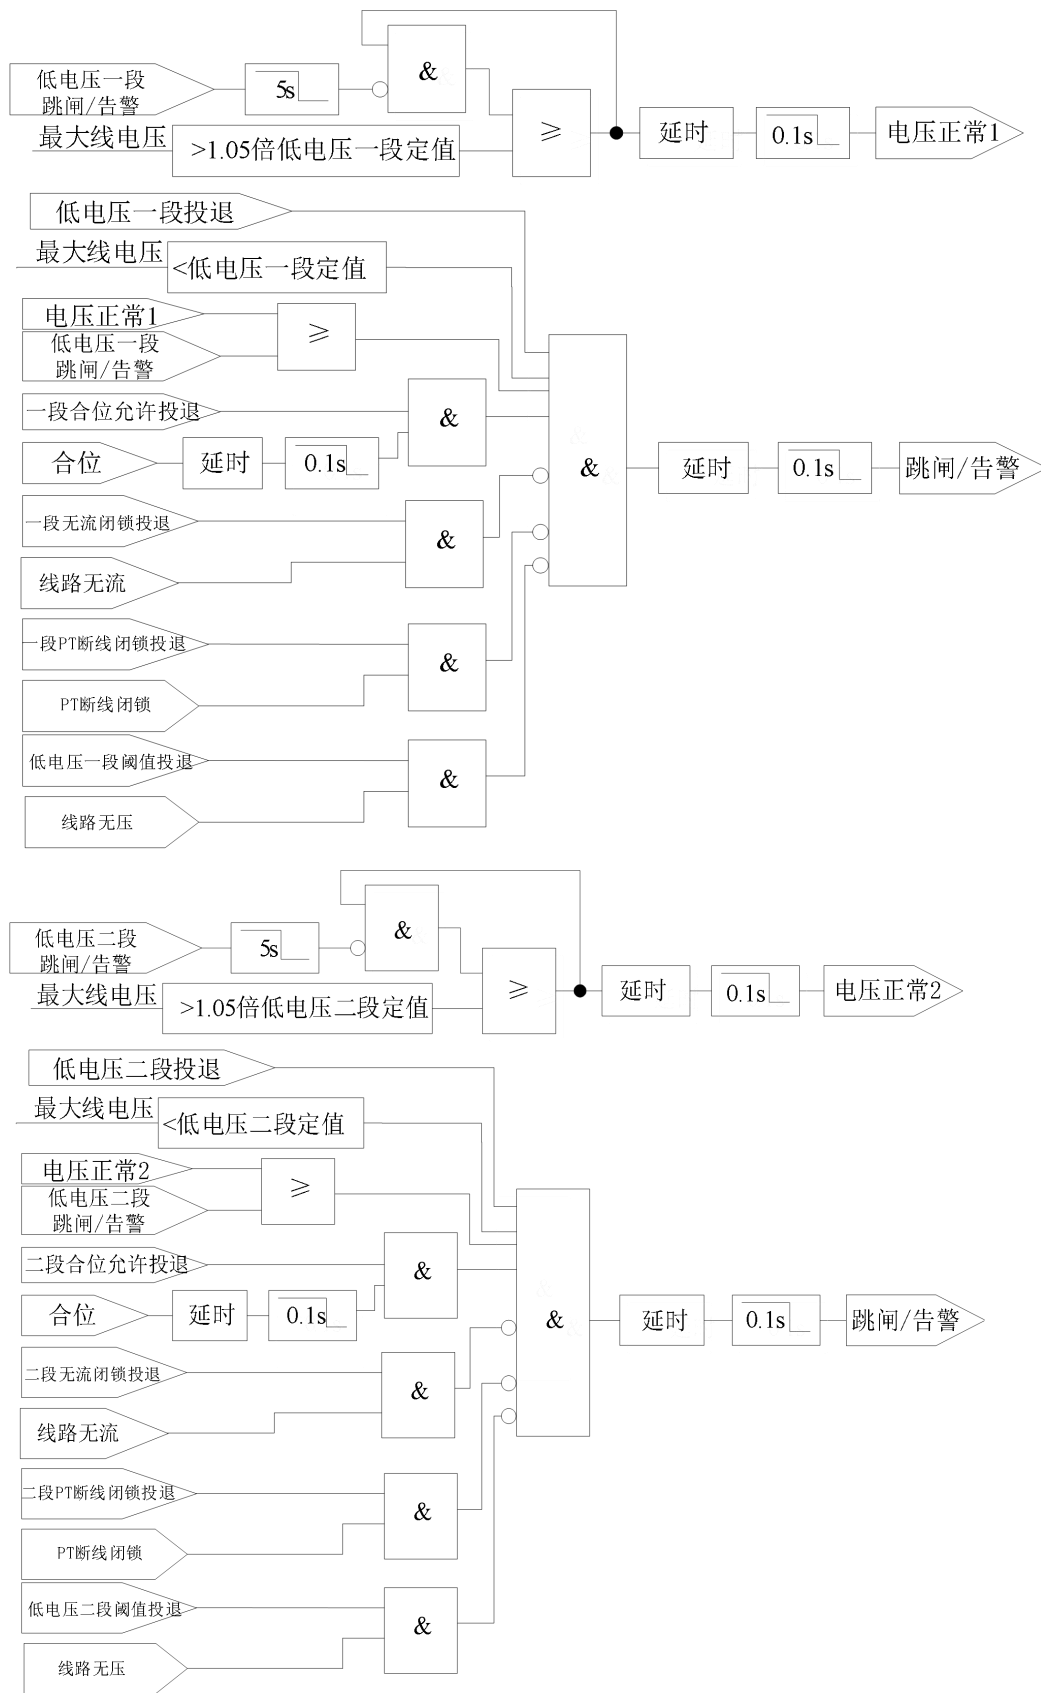 &
低电压一段
跳闸/告警
5s
最大线电压
>1.05倍低电压一段定值
≥
延时
0.1s
电压正常1
低电压一段投退
最大线电压
<低电压一段定值
电压正常1
低电压一段
跳闸/告警
≥
一段合位允许投退
&
合位
延时
0.1s
&
延时
0.1s
跳闸/告警
一段无流闭锁投退
&
线路无流
一段PT断线闭锁投退
&
PT断线闭锁
低电压一段阈值投退
&
线路无压
&
低电压二段
跳闸/告警
5s
最大线电压
>1.05倍低电压二段定值
≥
延时
0.1s
电压正常2
低电压二段投退
最大线电压
<低电压二段定值
电压正常2
低电压二段
跳闸/告警
≥
二段合位允许投退
&
合位
延时
0.1s
&
延时
0.1s
跳闸/告警
二段无流闭锁投退
&
线路无流
二段PT断线闭锁投退
&
PT断线闭锁
低电压二段阈值投退
&
线路无压